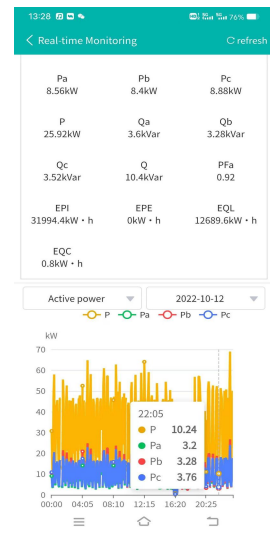 13:28 76%
Real-time Monitoring refresh
Pa Pb Pc
8.56kW 8.4kW 8.88kW
P Qa Qb
25.92kW 3.6kVar 3.28kVar
Qc Q PFa
3.52kVar 10.4kVar 0.92
EPI EPE EQL
31994.4kW·h 0kW·h 12689.6kW·h
EQC
0.8kW·h
Active power 2022-10-12
P Pa Pb Pc
kW
70
60
50
40
30
20
10
0
22:05
P 10.24
Pa 3.2
Pb 3.28
Pc 3.76
00:00 04:05 08:10 12:15 16:20 20:25